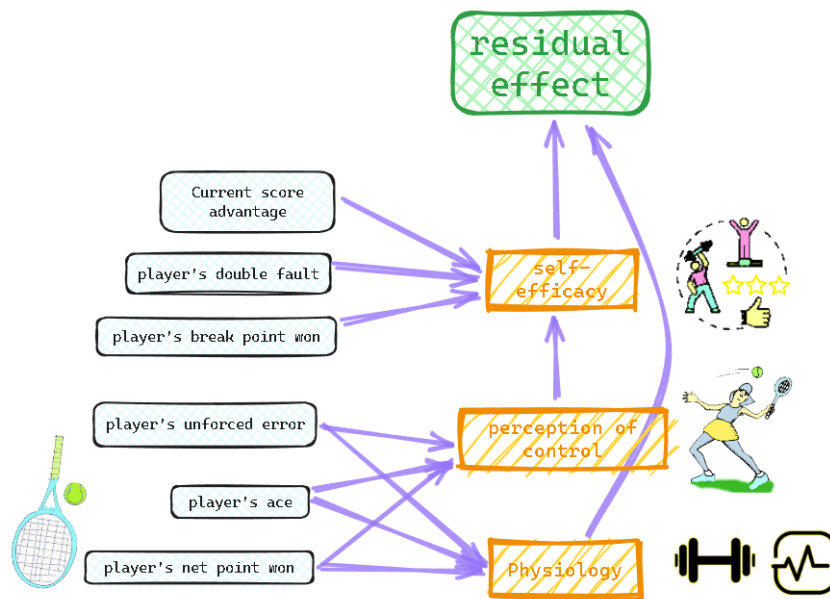 residual
effect
Current score
advantage
player's double fault
self-
efficacy
player's break point won
player's unforced error
perception of
control
player's ace
player's net point won
Physiology